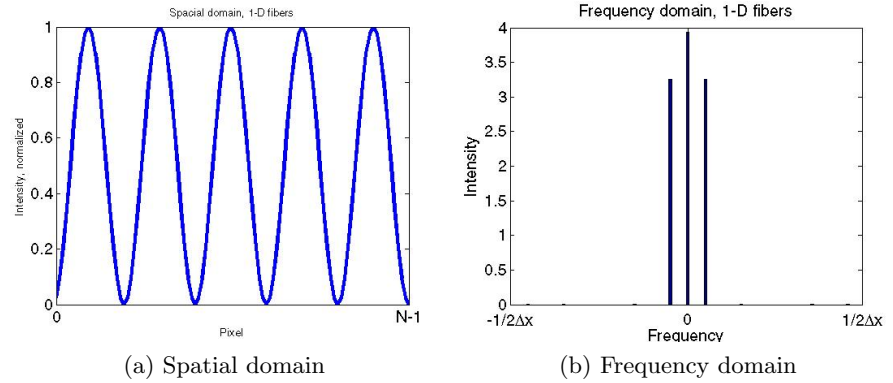 Spacial domain, 1-D fibers
Intensity, normalized
1
0.8
0.6
0.4
0.2
0
0
N-1
Pixel
(a) Spatial domain
Frequency domain, 1-D fibers
Intensity
4
3.5
3
2.5
2
1.5
1
0.5
0
-1/2Δx
0
1/2Δx
Frequency
(b) Frequency domain